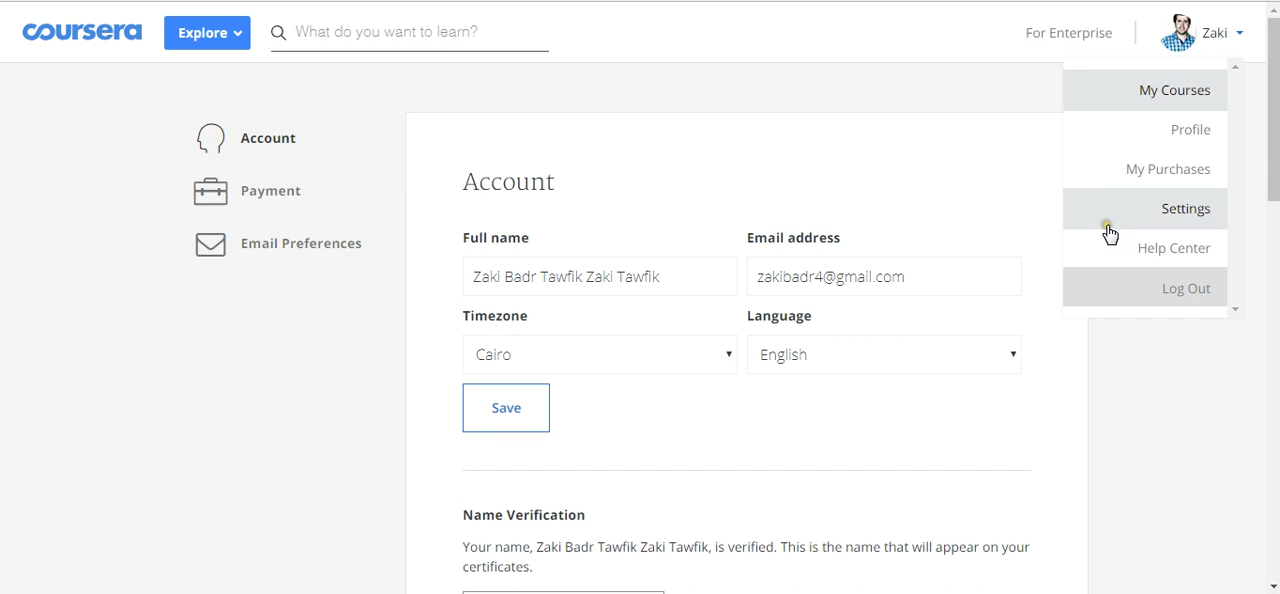 coursera
Explore
What do you want to learn?
For Enterprise
Zaki
My Courses
Profile
My Purchases
Settings
Help Center
Log Out
Account
Payment
Email Preferences
Account
Full name
Email address
Zaki Badr Tawfik Zaki Tawfik
zakibadr4@gmail.com
Timezone
Language
Cairo
English
Save
Name Verification
Your name, Zaki Badr Tawfik Zaki Tawfik, is verified. This is the name that will appear on your
certificates.